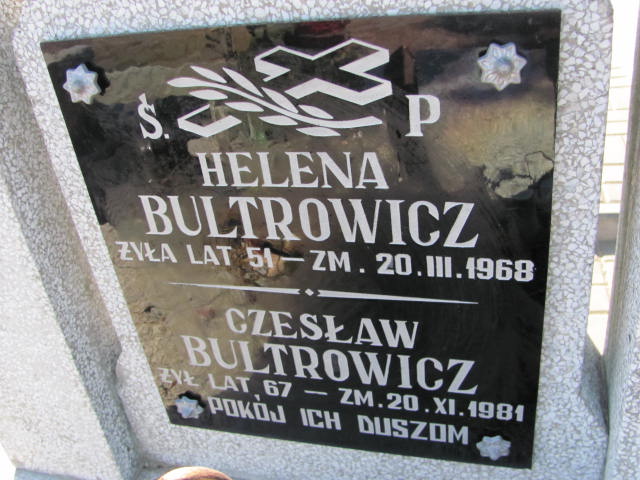 Ś. P
HELENA
BULTROWICZ
ŻYŁA LAT 51 — ZM. 20.III.1968
CZESŁAW
BULTROWICZ
ŻYŁ LAT 67 — ZM. 20.XI.1981
POKÓJ ICH DUSZOM